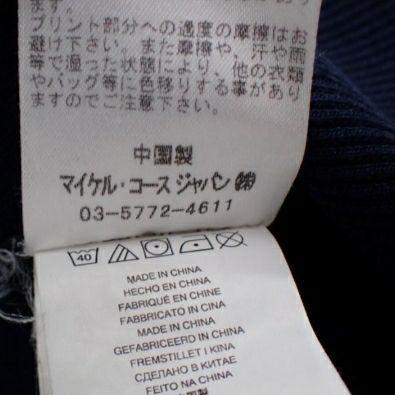 プリント部分への過度の摩擦はお
避け下さい。また摩擦や、汗や雨
等で湿った状態により、他の衣類
やバッグ等に色移りする事があり
ますのでご注意下さい。
中国製
マイケル・コース ジャパン ㈱
03-5772-4611
40
MADE IN CHINA
HECHO EN CHINA
FABRIQUÉ EN CHINE
FABBRICATO IN CINA
MADE IN CHINA
GEFABRICEERD IN CHINA
FREMSTILLET I KINA
СДЕЛАНО В КИТАЕ
FEITO NA CHINA